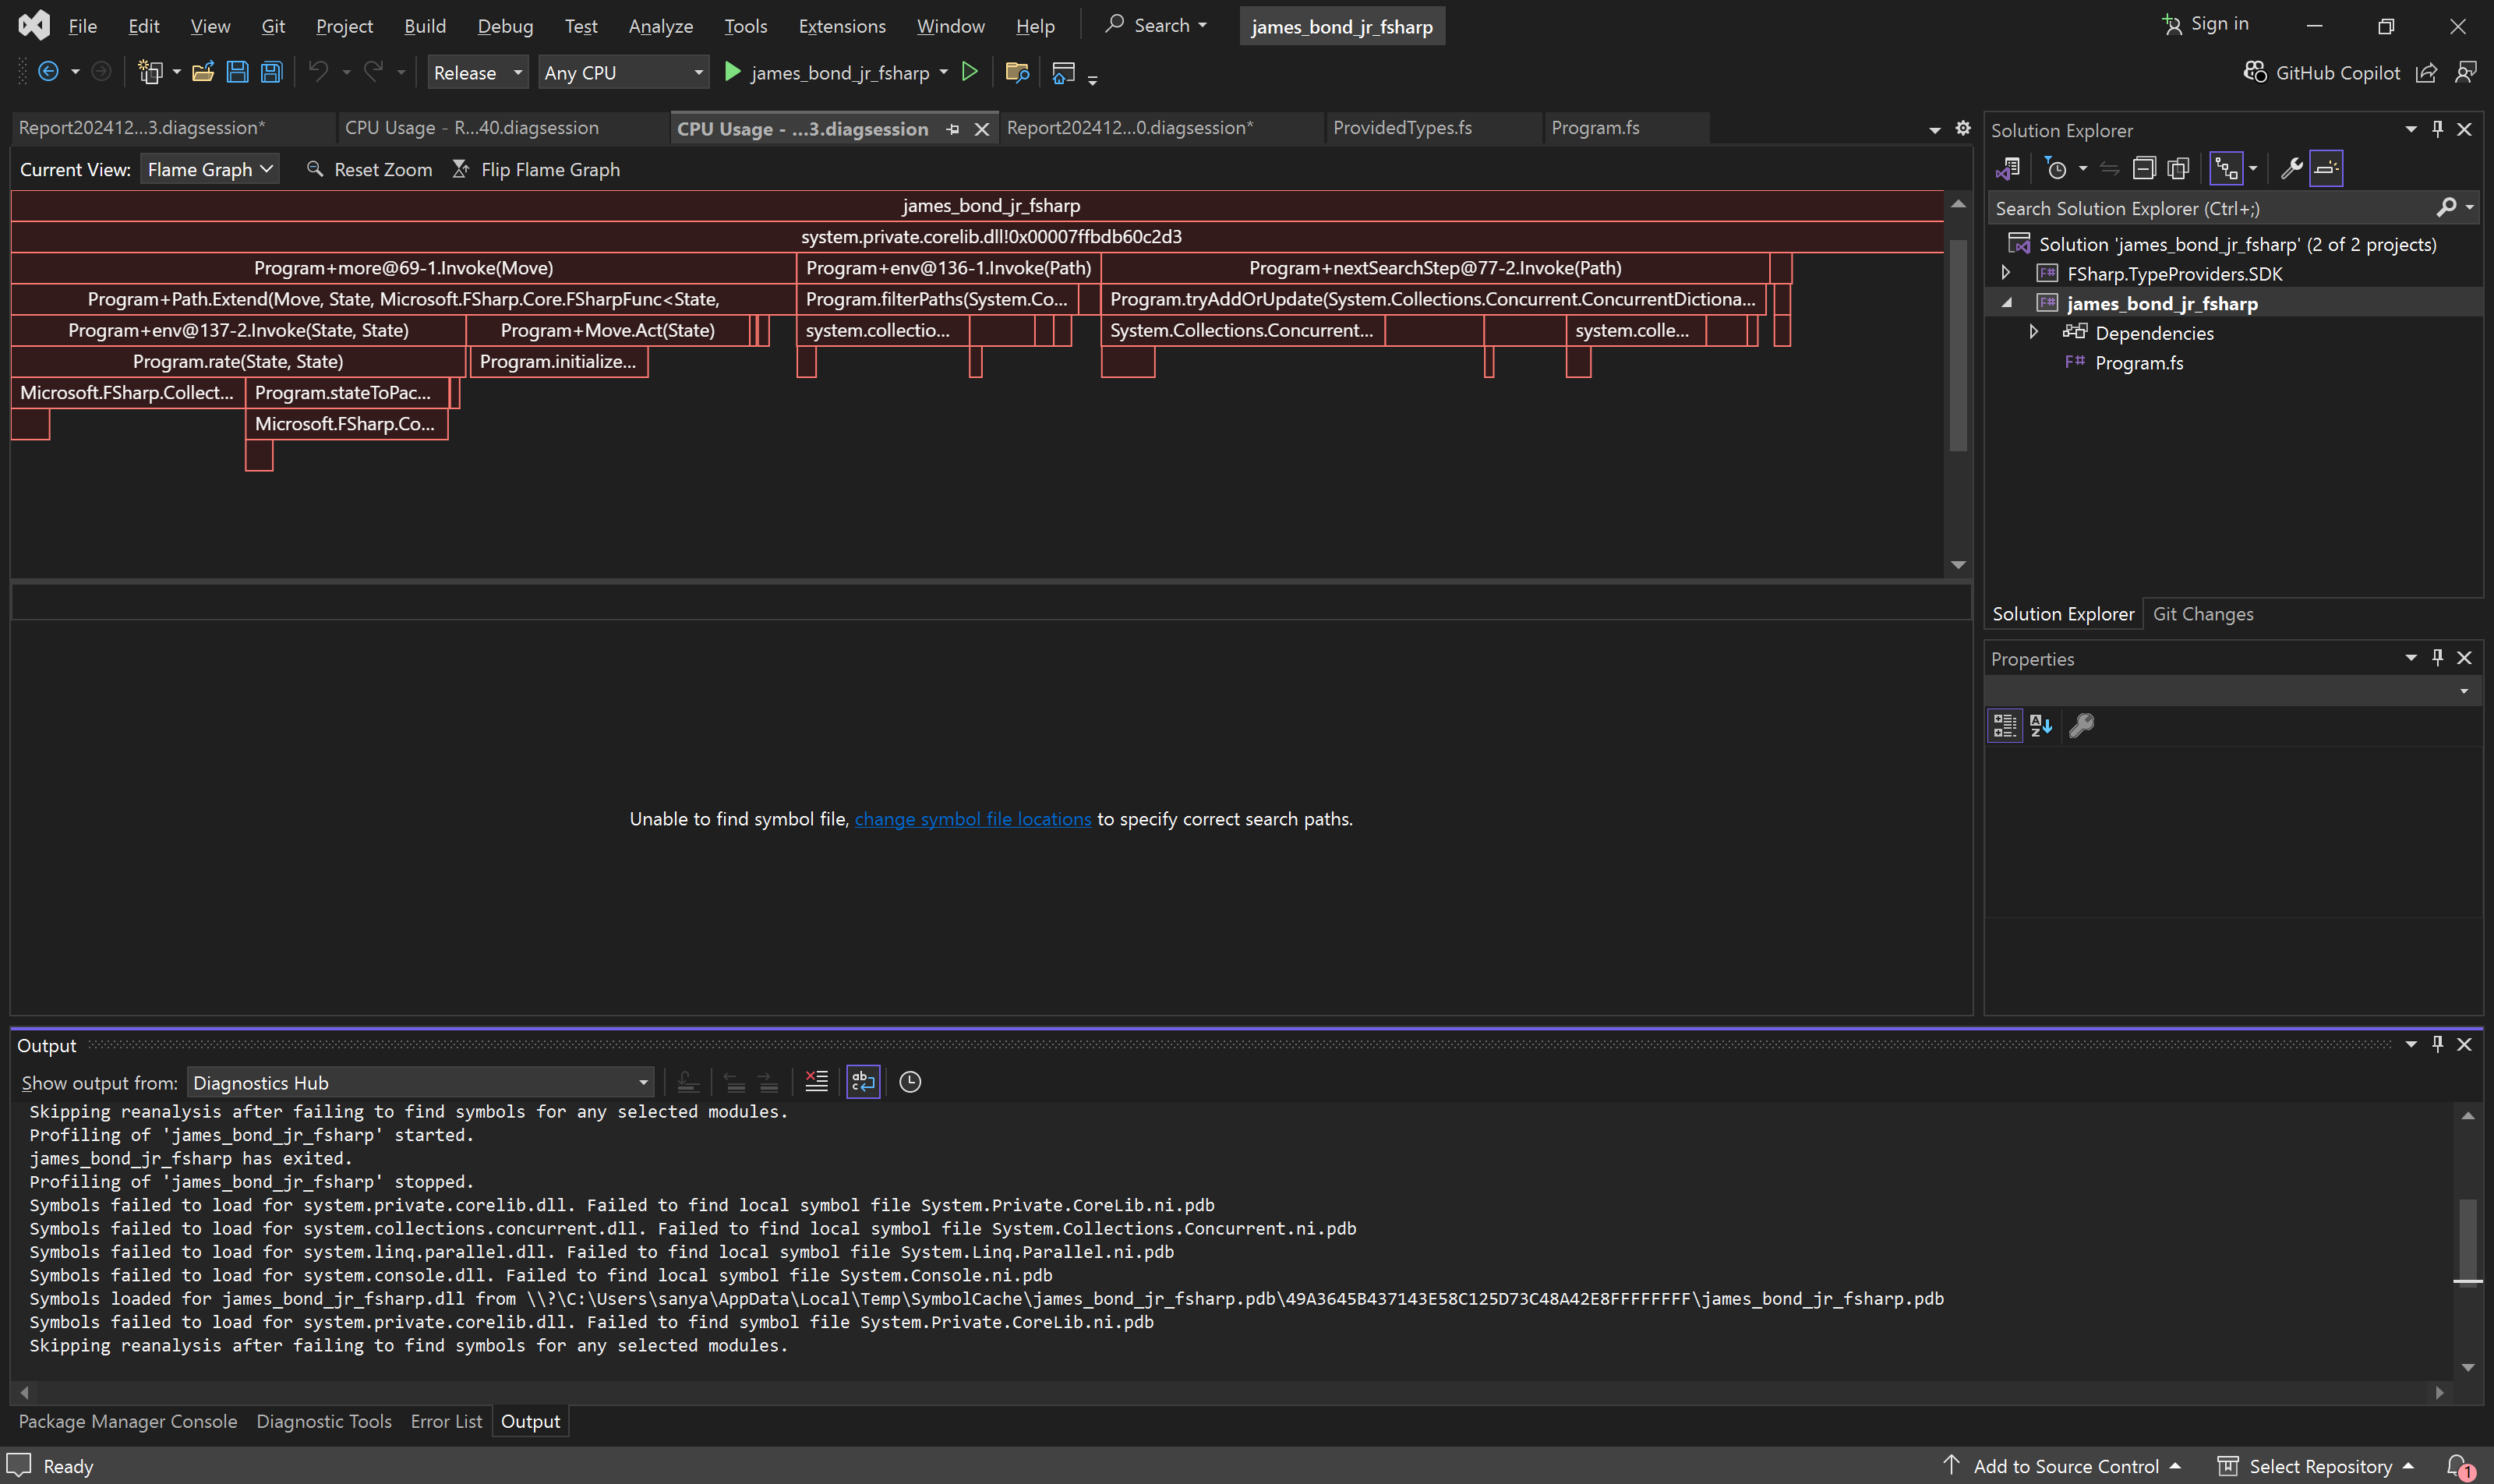 File Edit View Git Project Build Debug Test Analyze Tools Extensions Window Help Search james_bond_jr_fsharp Sign in
Release Any CPU james_bond_jr_fsharp GitHub Copilot
Report202412...3.diagsession* CPU Usage - R...40.diagsession CPU Usage - ...3.diagsession Report202412...0.diagsession* ProvidedTypes.fs Program.fs
Current View: Flame Graph Reset Zoom Flip Flame Graph
james_bond_jr_fsharp
system.private.corelib.dll!0x00007ffbdb60c2d3
Program+more@69-1.Invoke(Move) Program+env@136-1.Invoke(Path) Program+nextSearchStep@77-2.Invoke(Path)
Program+Path.Extend(Move, State, Microsoft.FSharp.Core.FSharpFunc<State, Program.filterPaths(System.Co... Program.tryAddOrUpdate(System.Collections.Concurrent.ConcurrentDictiona...
Program+env@137-2.Invoke(State, State) Program+Move.Act(State) system.collectio... System.Collections.Concurrent... system.colle...
Program.rate(State, State) Program.initialize...
Microsoft.FSharp.Collect... Program.stateToPac...
Microsoft.FSharp.Co...
Unable to find symbol file, change symbol file locations to specify correct search paths.
Solution Explorer
Search Solution Explorer (Ctrl+;)
Solution 'james_bond_jr_fsharp' (2 of 2 projects)
F# FSharp.TypeProviders.SDK
F# james_bond_jr_fsharp
Dependencies
F# Program.fs
Solution Explorer Git Changes
Properties
Output
Show output from: Diagnostics Hub
Skipping reanalysis after failing to find symbols for any selected modules.
Profiling of 'james_bond_jr_fsharp' started.
james_bond_jr_fsharp has exited.
Profiling of 'james_bond_jr_fsharp' stopped.
Symbols failed to load for system.private.corelib.dll. Failed to find local symbol file System.Private.CoreLib.ni.pdb
Symbols failed to load for system.collections.concurrent.dll. Failed to find local symbol file System.Collections.Concurrent.ni.pdb
Symbols failed to load for system.linq.parallel.dll. Failed to find local symbol file System.Linq.Parallel.ni.pdb
Symbols failed to load for system.console.dll. Failed to find local symbol file System.Console.ni.pdb
Symbols loaded for james_bond_jr_fsharp.dll from \\?\C:\Users\sanya\AppData\Local\Temp\SymbolCache\james_bond_jr_fsharp.pdb\49A3645B437143E58C125D73C48A42E8FFFFFFFF\james_bond_jr_fsharp.pdb
Symbols failed to load for system.private.corelib.dll. Failed to find symbol file System.Private.CoreLib.ni.pdb
Skipping reanalysis after failing to find symbols for any selected modules.
Package Manager Console Diagnostic Tools Error List Output
Ready Add to Source Control Select Repository 1